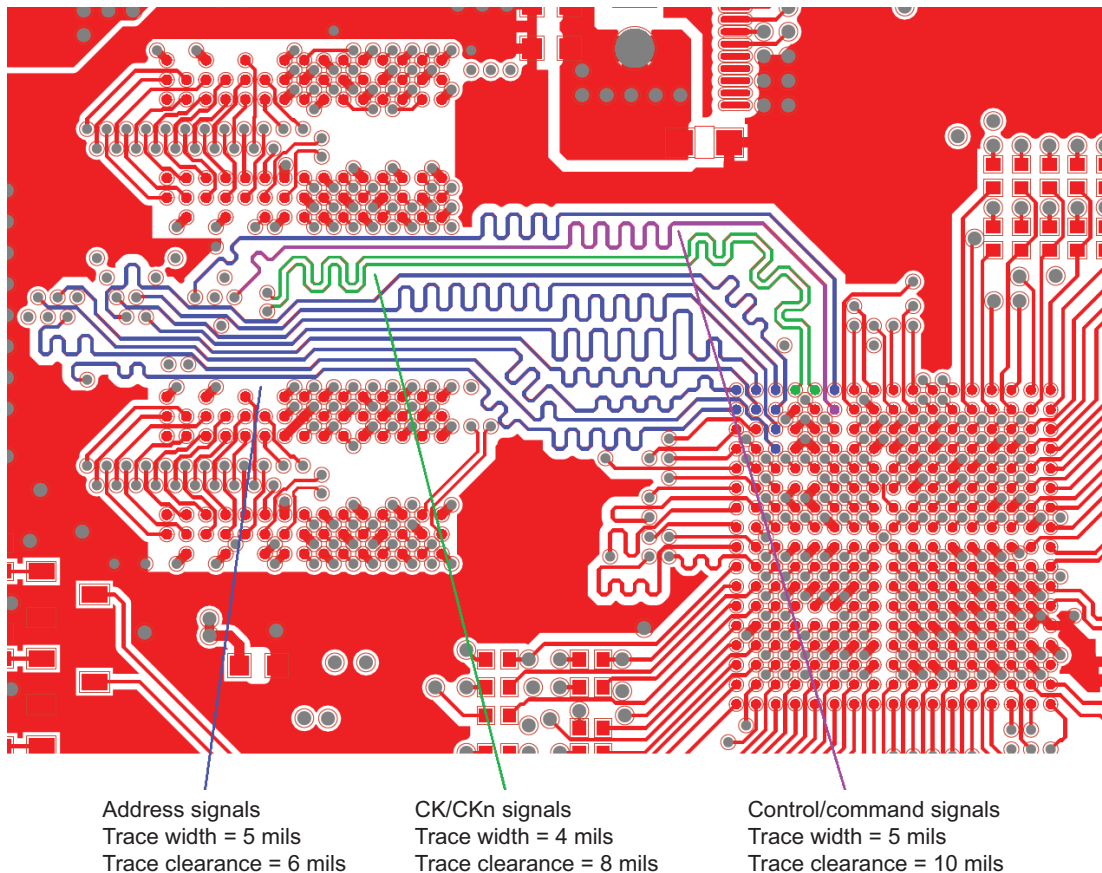 Address signals
Trace width = 5 mils
Trace clearance = 6 mils
CK/CKn signals
Trace width = 4 mils
Trace clearance = 8 mils
Control/command signals
Trace width = 5 mils
Trace clearance = 10 mils